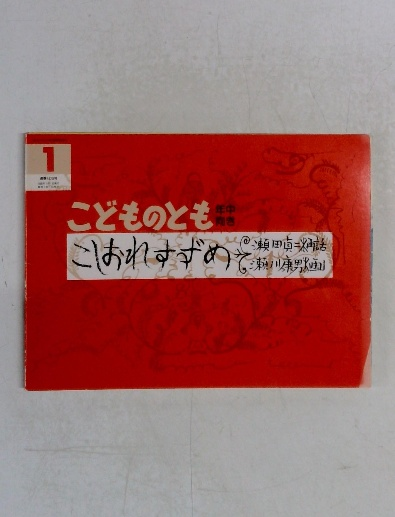 1
こどものとも
年中
向き
こしおれすずめ
瀬田貞二 再話
瀬川康男 画